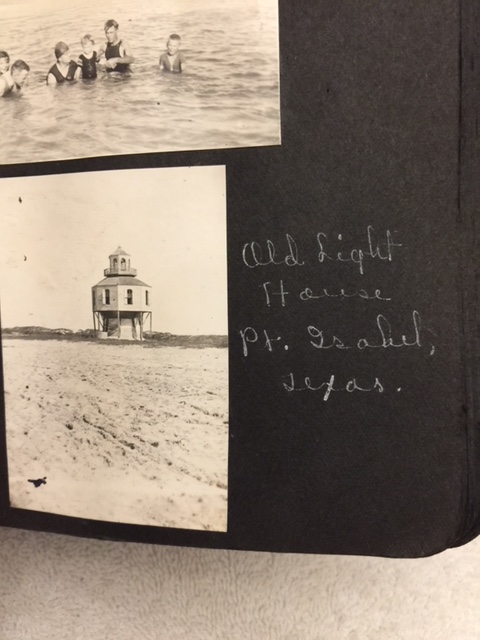 Old Light
House
Pt. Isabel,
Texas.